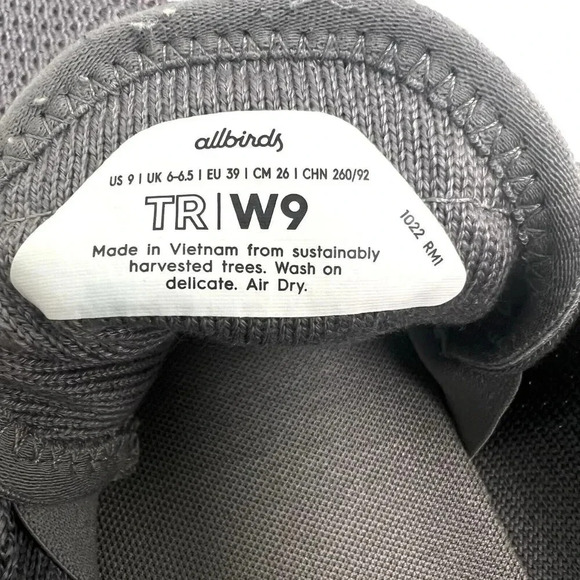 allbirds
US 9 | UK 6-6.5 | EU 39 | CM 26 | CHN 260/92
TR|W9
1022 RM1
Made in Vietnam from sustainably
harvested trees. Wash on
delicate. Air Dry.